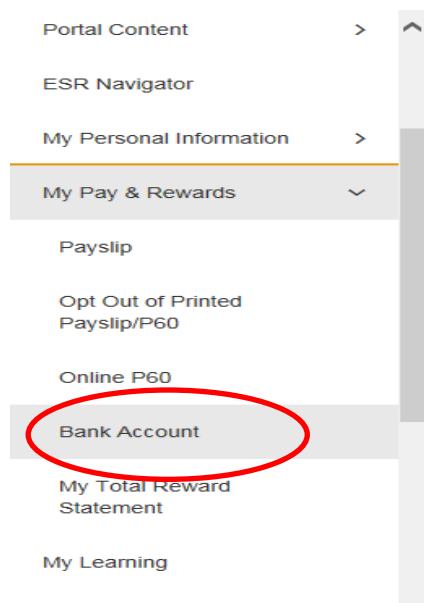 Portal Content
ESR Navigator
My Personal Information
My Pay & Rewards
Payslip
Opt Out of Printed
Payslip/P60
Online P60
Bank Account
My Total Reward
Statement
My Learning